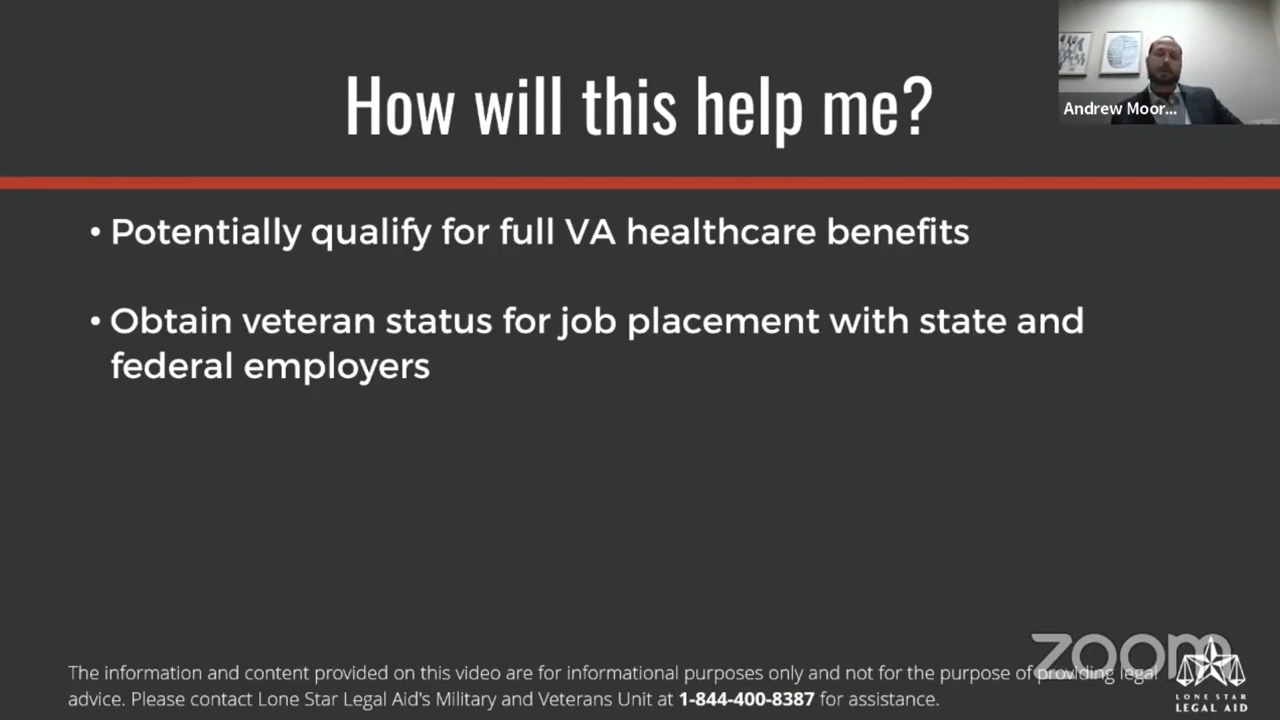 How will this help me?
Andrew Moor...
• Potentially qualify for full VA healthcare benefits
• Obtain veteran status for job placement with state and
federal employers
zoom
The information and content provided on this video are for informational purposes only and not for the purpose of providing legal
advice. Please contact Lone Star Legal Aid's Military and Veterans Unit at 1-844-400-8387 for assistance.
LONE STAR
LEGAL AID